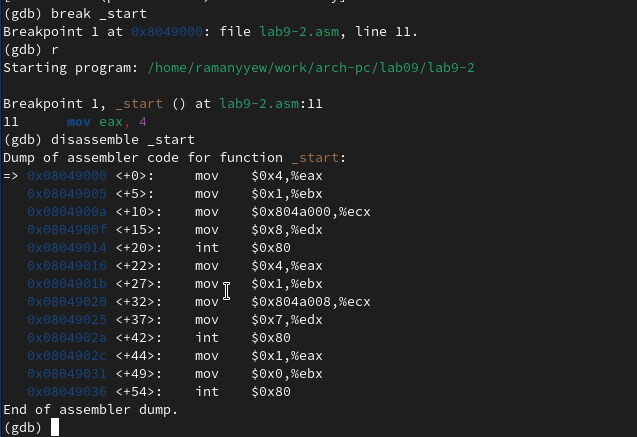 (gdb) break _start
Breakpoint 1 at 0x8049000: file lab9-2.asm, line 11.
(gdb) r
Starting program: /home/ramanyyew/work/arch-pc/lab09/lab9-2
Breakpoint 1, _start () at lab9-2.asm:11
11      mov eax, 4
(gdb) disassemble _start
Dump of assembler code for function _start:
=> 0x08049000 <+0>:     mov    $0x4,%eax
   0x08049005 <+5>:     mov    $0x1,%ebx
   0x0804900a <+10>:    mov    $0x804a000,%ecx
   0x0804900f <+15>:    mov    $0x8,%edx
   0x08049014 <+20>:    int    $0x80
   0x08049016 <+22>:    mov    $0x4,%eax
   0x0804901b <+27>:    mov    $0x1,%ebx
   0x08049020 <+32>:    mov    $0x804a008,%ecx
   0x08049025 <+37>:    mov    $0x7,%edx
   0x0804902a <+42>:    int    $0x80
   0x0804902c <+44>:    mov    $0x1,%eax
   0x08049031 <+49>:    mov    $0x0,%ebx
   0x08049036 <+54>:    int    $0x80
End of assembler dump.
(gdb)